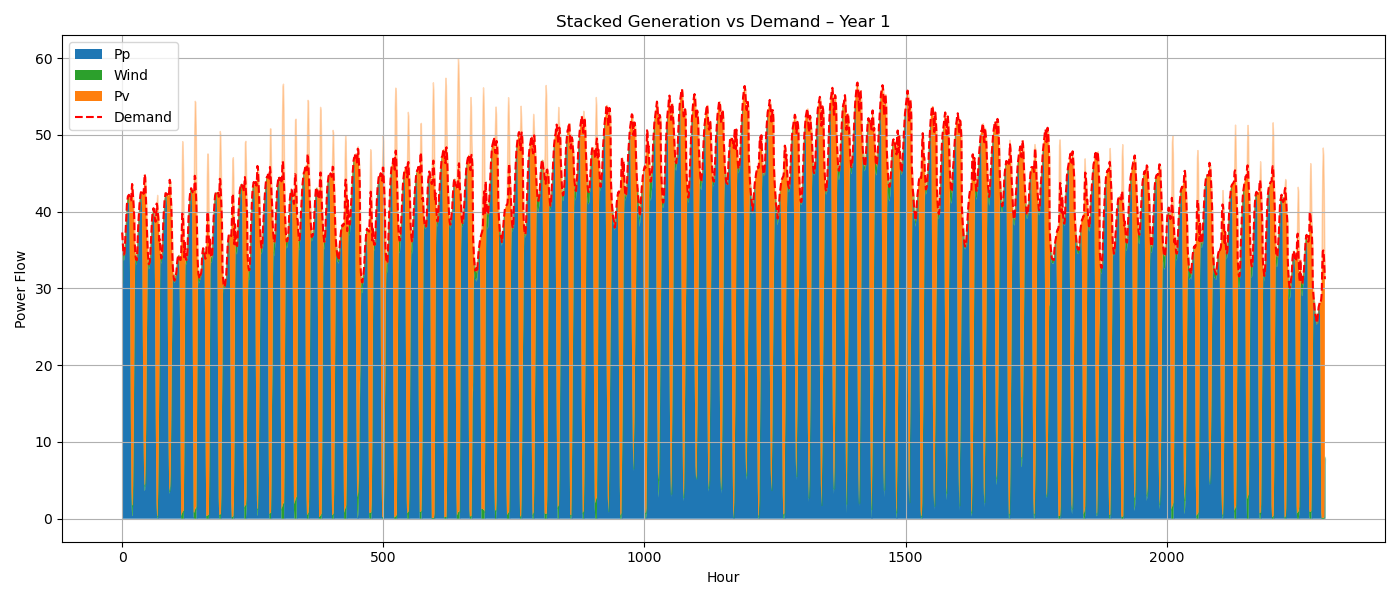 Stacked Generation vs Demand – Year 1
Pp
Wind
Pv
Demand
Power Flow
60
50
40
30
20
10
0
0 500 1000 1500 2000
Hour